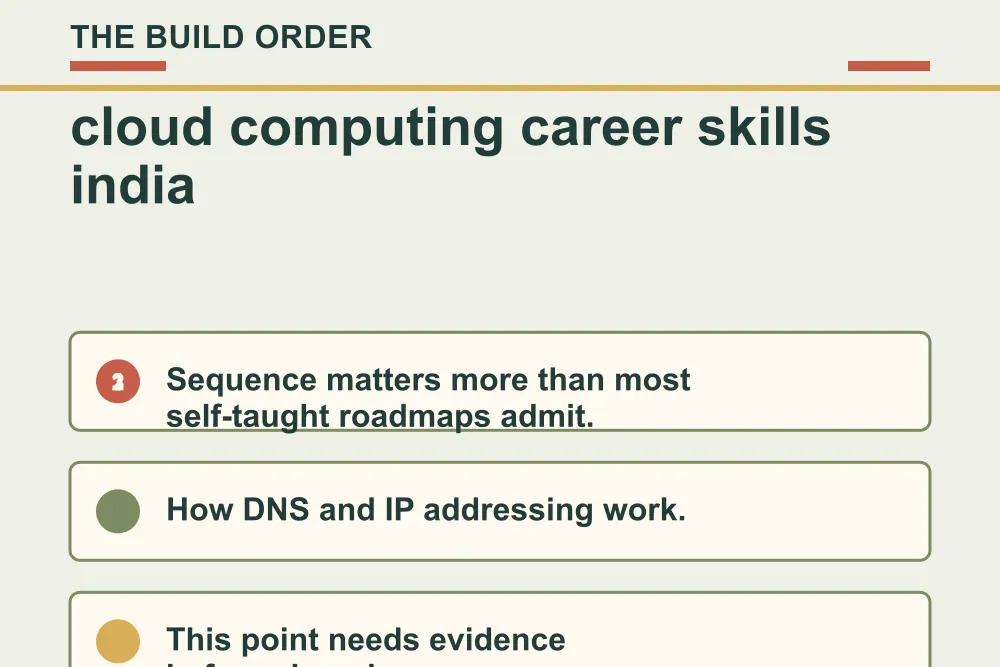 THE BUILD ORDER
cloud computing career skills
india
Sequence matters more than most
self-taught roadmaps admit.
How DNS and IP addressing work.
This point needs evidence